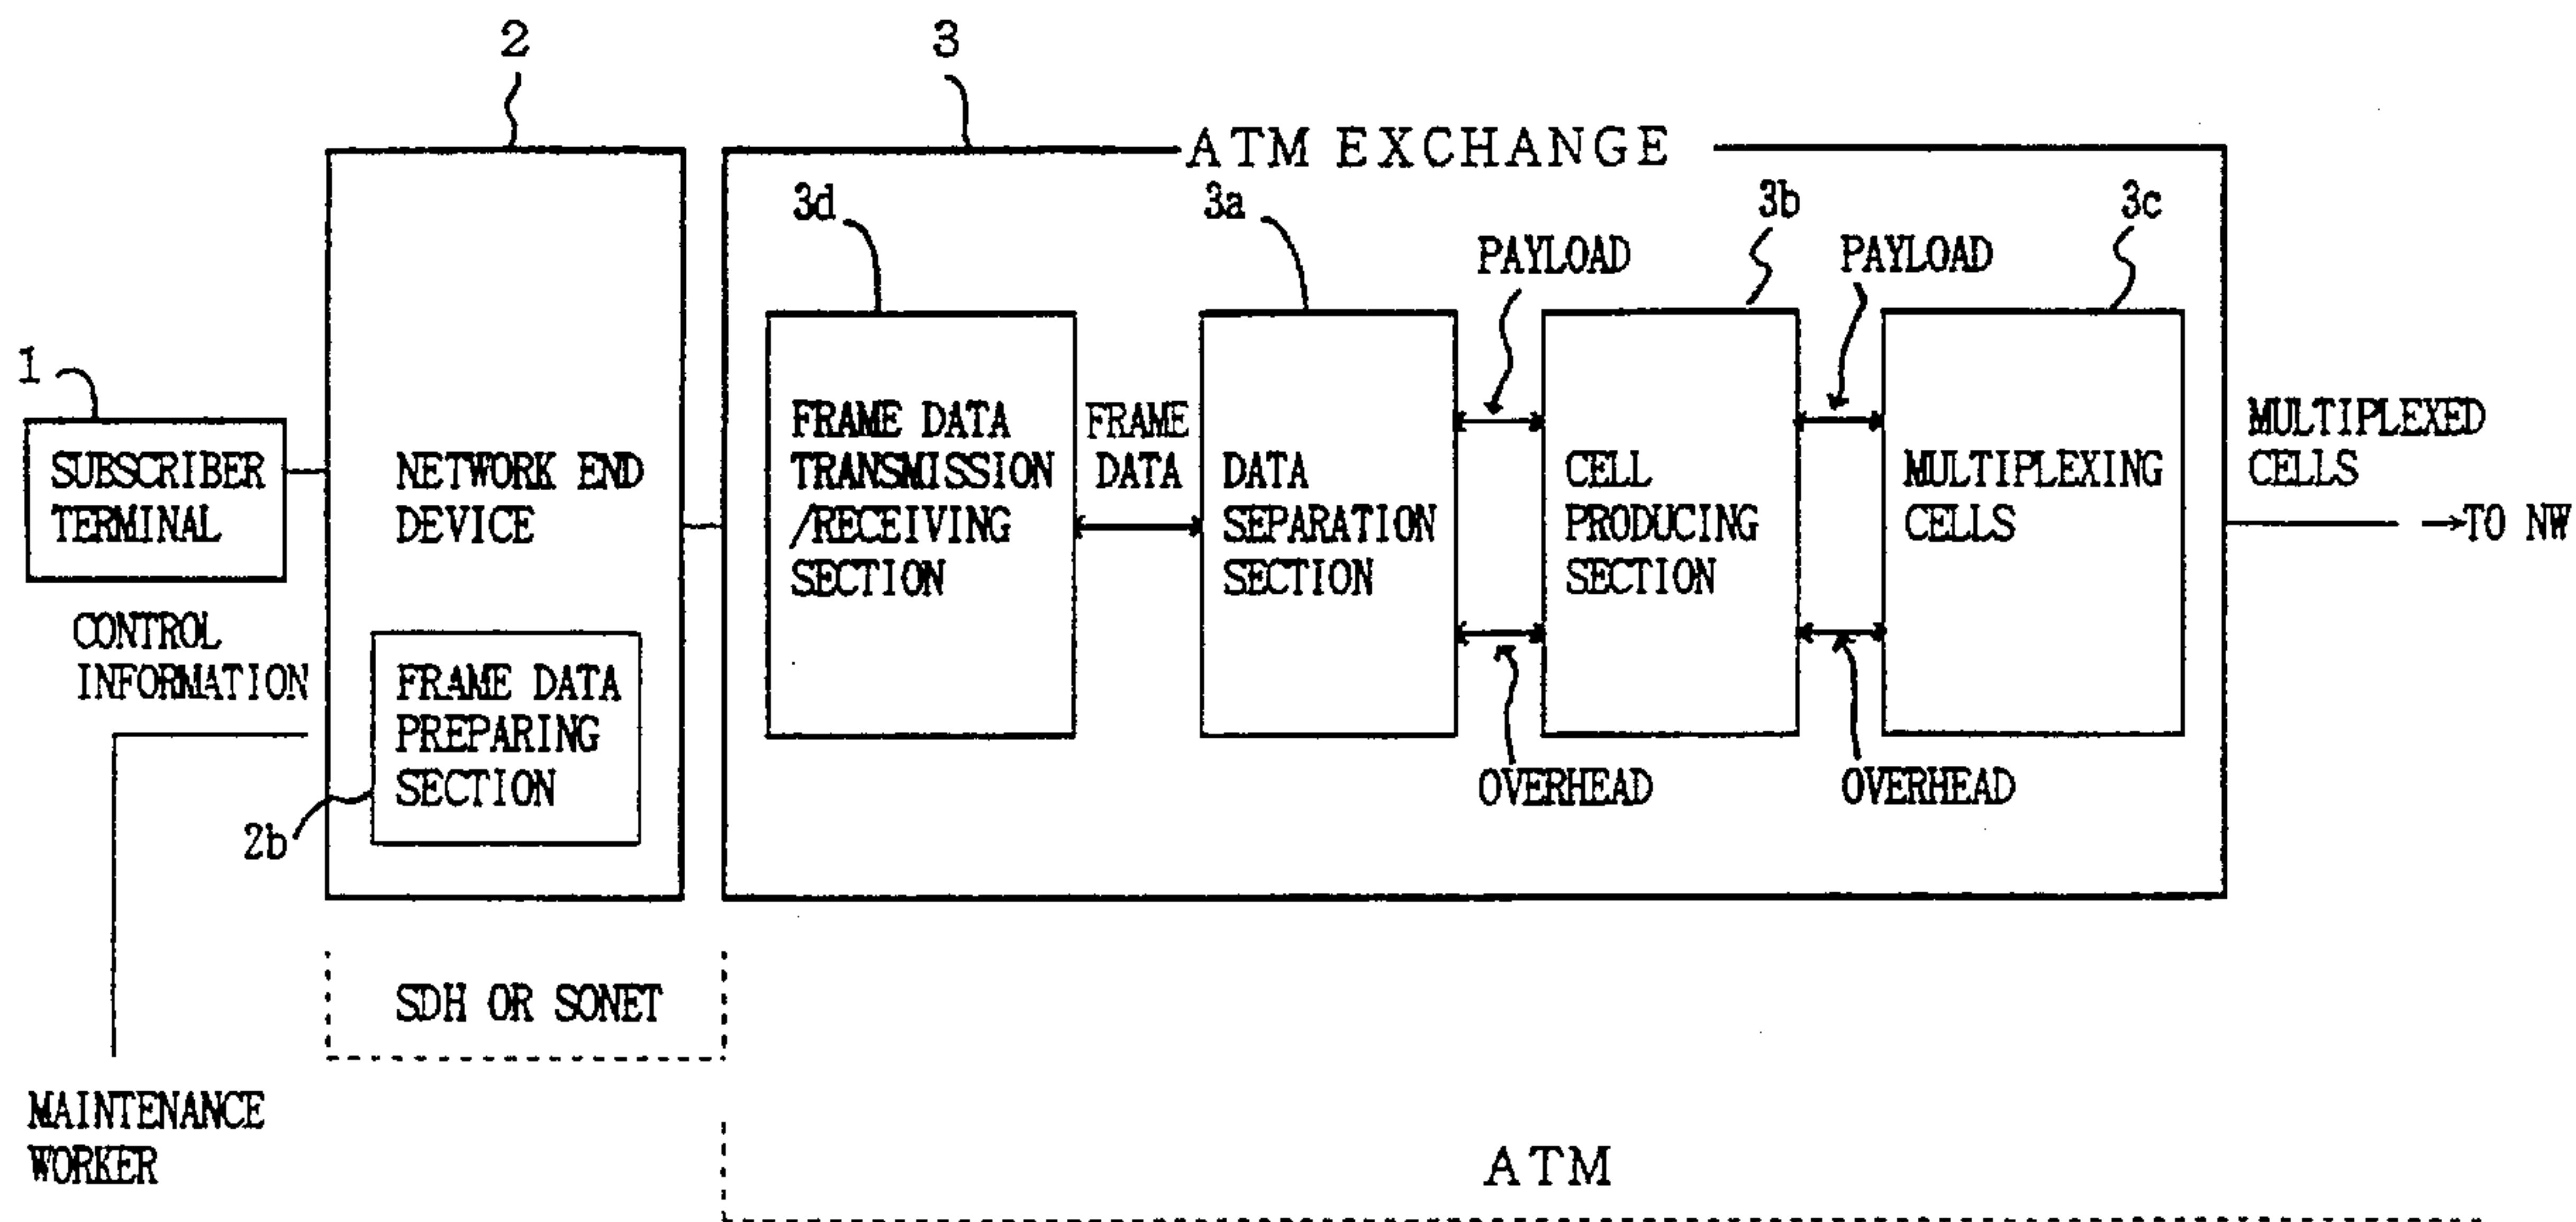 2
3
ATM EXCHANGE
3d
3a
3b
3c
PAYLOAD
PAYLOAD
1
SUBSCRIBER
TERMINAL
NETWORK END
DEVICE
FRAME DATA
TRANSMISSION
/RECEIVING
SECTION
FRAME
DATA
DATA
SEPARATION
SECTION
CELL
PRODUCING
SECTION
MULTIPLEXING
CELLS
MULTIPLEXED
CELLS
TO NW
CONTROL
INFORMATION
FRAME DATA
PREPARING
SECTION
2b
OVERHEAD
OVERHEAD
SDH OR SONET
MAINTENANCE
WORKER
ATM